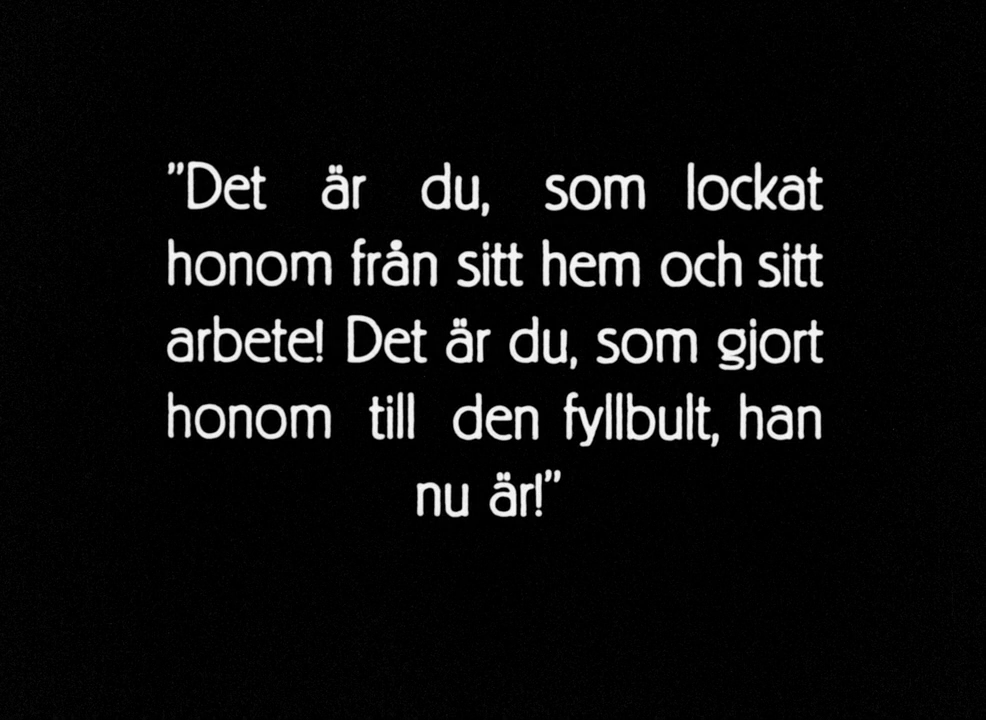 ”Det är du, som lockat
honom från sitt hem och sitt
arbete! Det är du, som gjort
honom till den fyllbult, han
nu är!”